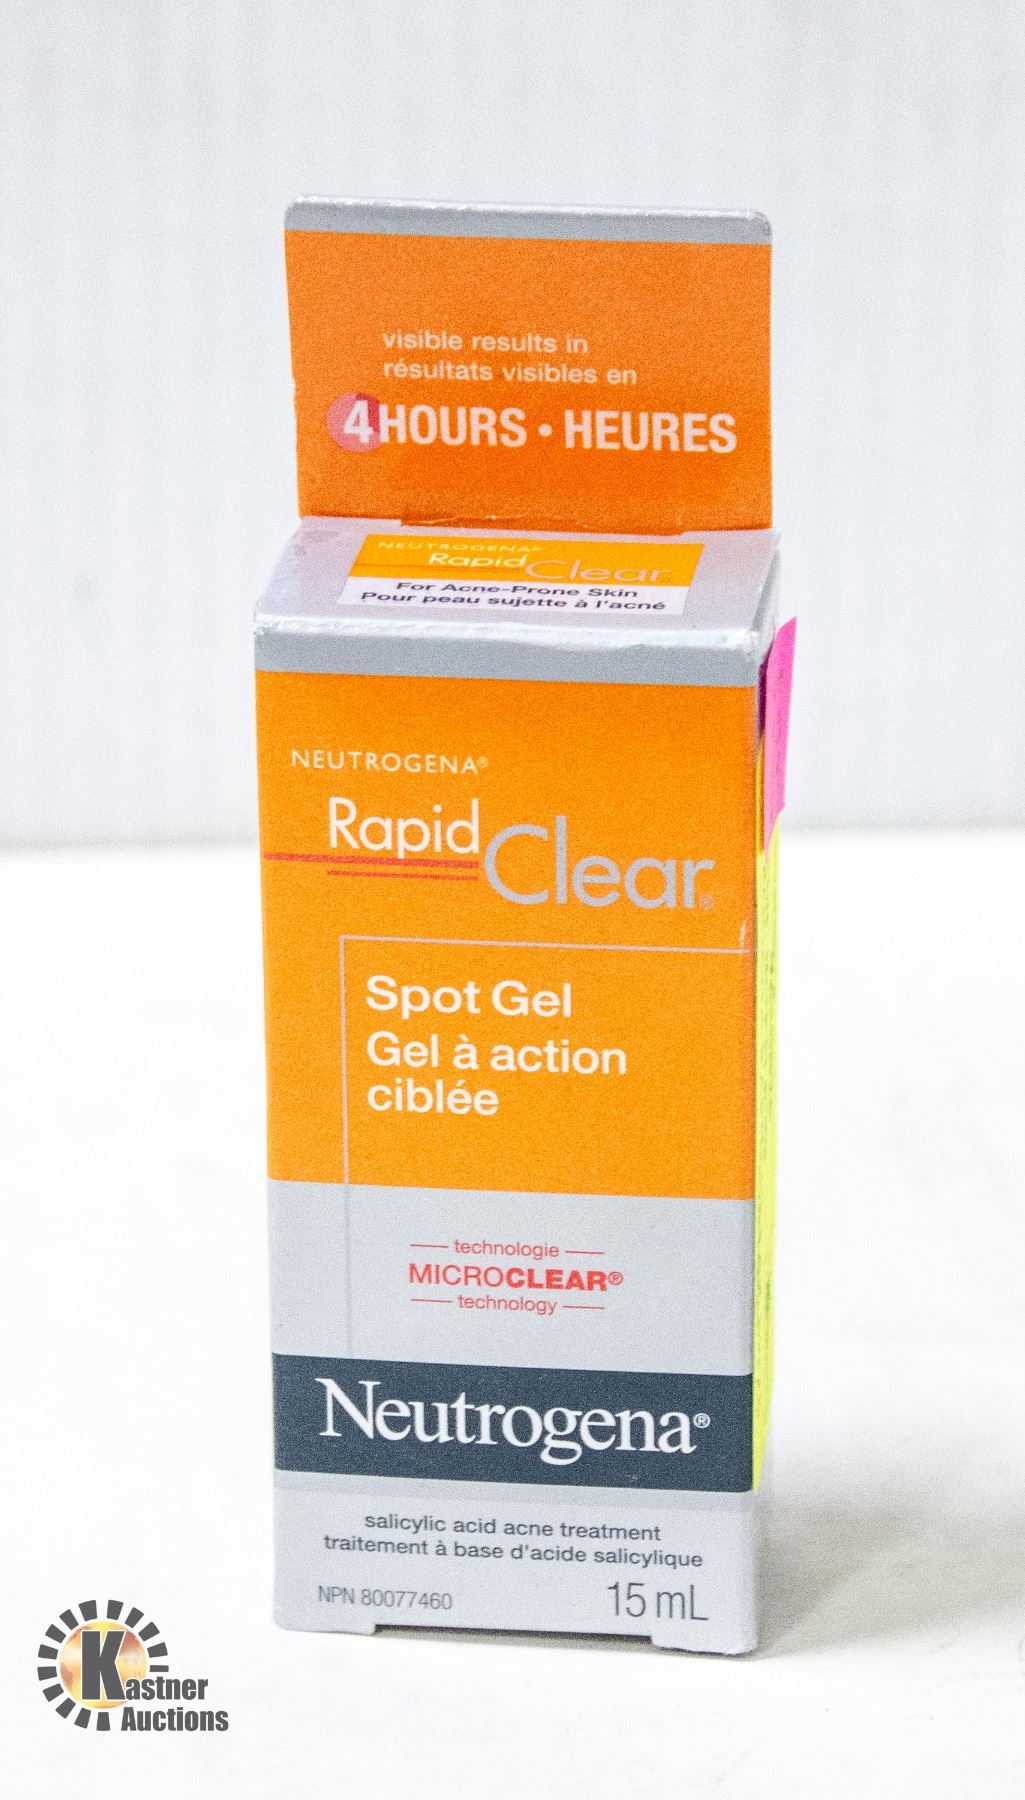 visible results in
résultats visibles en
4 HOURS • HEURES
NEUTROGENA®
Rapid Clear
For Acne-Prone Skin
Pour peau sujette à l'acné
NEUTROGENA®
Rapid Clear®
Spot Gel
Gel à action
ciblée
technologie
MICROCLEAR®
technology
Neutrogena®
salicylic acid acne treatment
traitement à base d'acide salicylique
NPN 80077460
15 mL
Kastner
Auctions